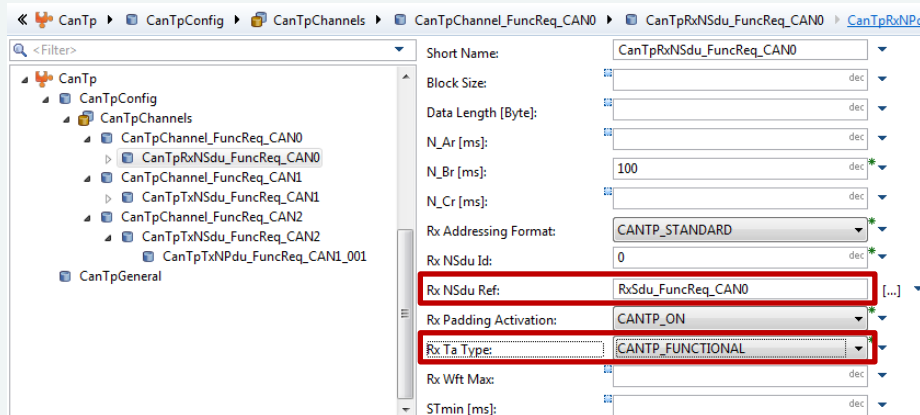 CanTp CanTpConfig CanTpChannels CanTpChannel_FuncReq_CAN0 CanTpRxNSdu_FuncReq_CAN0 CanTpRxNPd
<Filter>
CanTp
CanTpConfig
CanTpChannels
CanTpChannel_FuncReq_CAN0
CanTpRxNSdu_FuncReq_CAN0
CanTpChannel_FuncReq_CAN1
CanTpTxNSdu_FuncReq_CAN1
CanTpChannel_FuncReq_CAN2
CanTpTxNSdu_FuncReq_CAN2
CanTpTxNPdu_FuncReq_CAN1_001
CanTpGeneral
Short Name: CanTpRxNSdu_FuncReq_CAN0
Block Size: dec
Data Length [Byte]: dec
N_Ar [ms]: dec
N_Br [ms]: 100 dec *
N_Cr [ms]: dec
Rx Addressing Format: CANTP_STANDARD *
Rx NSdu Id: 0 dec *
Rx NSdu Ref: RxSdu_FuncReq_CAN0 [...]
Rx Padding Activation: CANTP_ON *
Rx Ta Type: CANTP_FUNCTIONAL *
Rx Wft Max: dec
STmin [ms]: dec